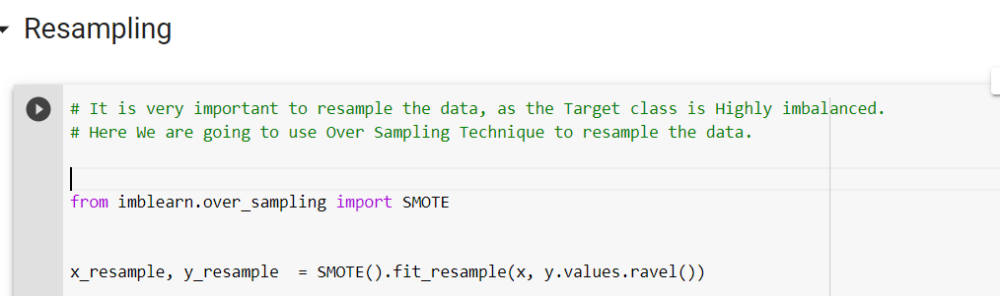 Resampling
# It is very important to resample the data, as the Target class is Highly imbalanced.
# Here We are going to use Over Sampling Technique to resample the data.
from imblearn.over_sampling import SMOTE
x_resample, y_resample  = SMOTE().fit_resample(x, y.values.ravel())